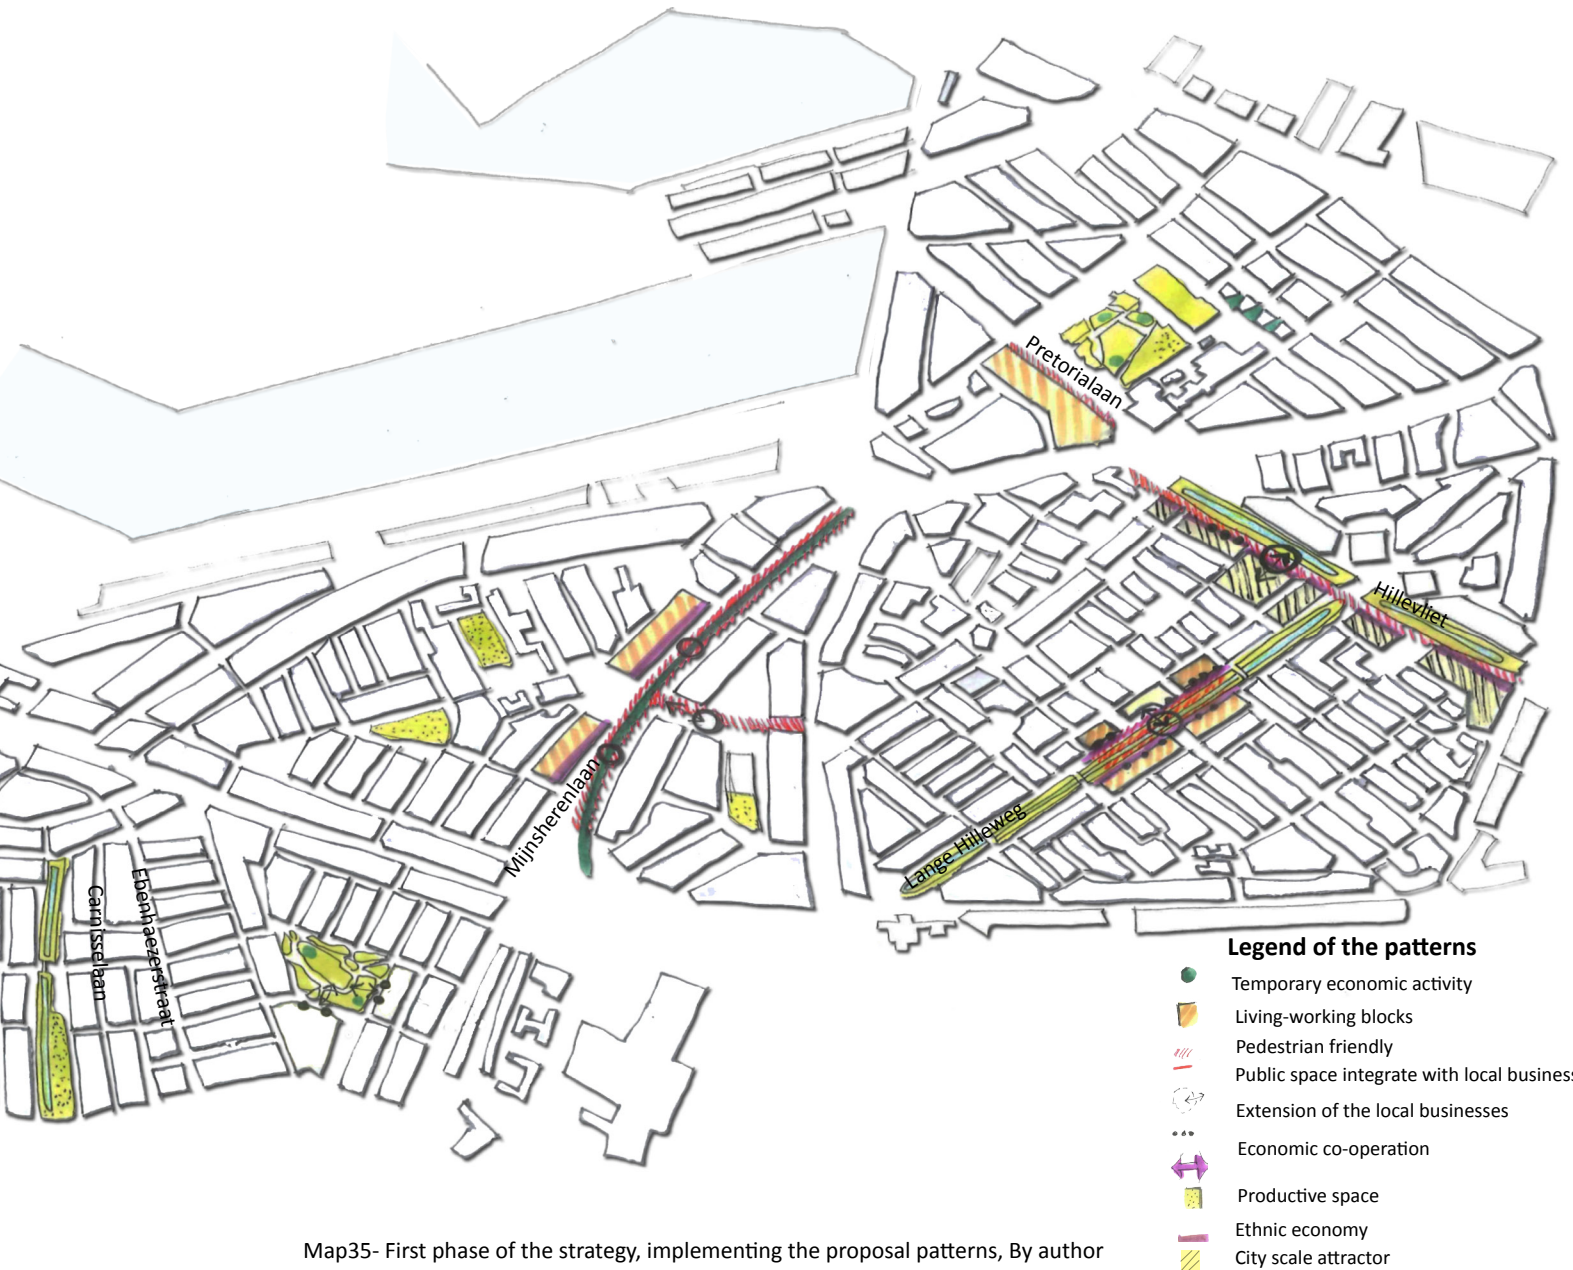 Pretorialaan
Hillevliet
Mijnsherenlaan
Lange Hilleweg
Carnisselaan
Ebenhaezerstraat
Legend of the patterns
Temporary economic activity
Living-working blocks
Pedestrian friendly
Public space integrate with local business
Extension of the local businesses
Economic co-operation
Productive space
Ethnic economy
City scale attractor
Map35- First phase of the strategy, implementing the proposal patterns, By author